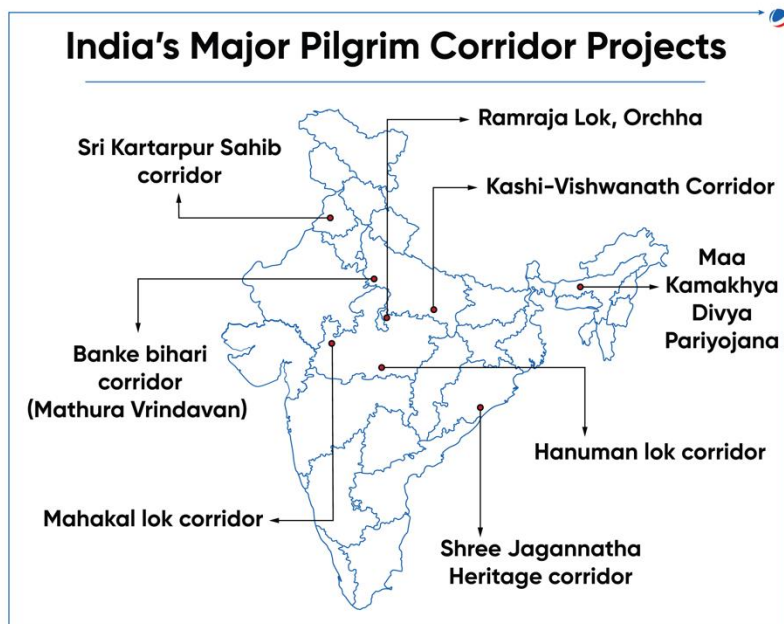 India's Major Pilgrim Corridor Projects
Ramraja Lok, Orchha
Sri Kartarpur Sahib
corridor
Kashi-Vishwanath Corridor
Maa
Kamakhya
Divya
Pariyojana
Banke bihari
corridor
(Mathura Vrindavan)
Hanuman lok corridor
Mahakal lok corridor
Shree Jagannatha
Heritage corridor